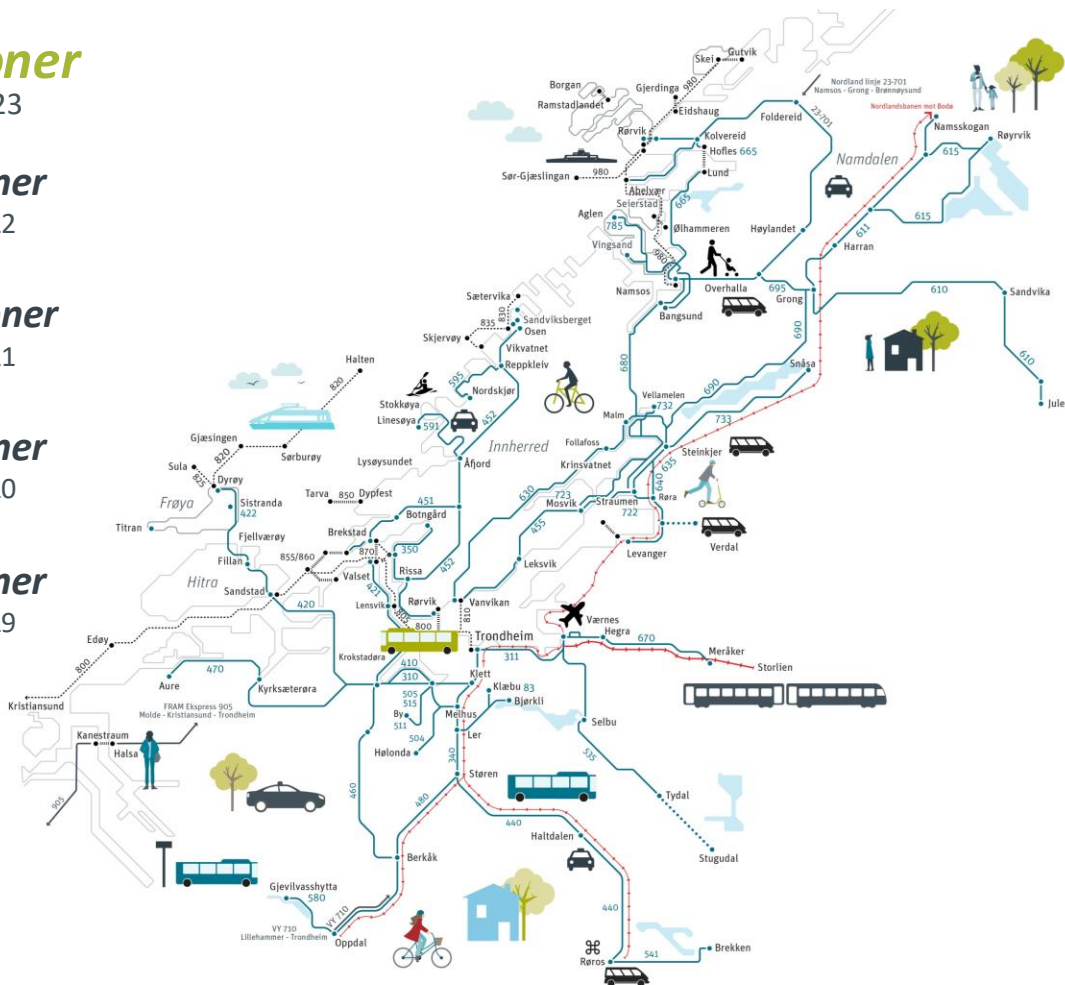 oner
23
ner
2
oner
11
ner
0
ner
9
Skei
Gutvik
980
Borgan
Ramstadlandet
Gjerdinga
Eidshaug
Nordland linje 23-701
Namsos - Grong - Brønnøysund
23-701
Nordlandsbanen mot Bodø
Foldereid
Namsskogan
Røyrvik
Rørvik
Kolvereid
Hofles 665
Namdalen
615
Sør-Gjæslingan
980
Lund
Abelvær
665
Seierstad
Aglen
785
Ølhammeren
615
611
Vingsand
980
Høylandet
Harran
Namsos
Overhalla
695
Grong
610
Sandvika
Bangsund
Sætervika
830
Sandviksberget
835
Osen
Skjervøy
Vikvatnet
690
610
Halten
Reppkleiv
680
Snåsa
820
595
Nordskjør
Vellamelen
732
690
Jule
Stokkøya
Linesøya
591
452
Malm
733
Gjæsingen
Innherred
Follafoss
Steinkjer
820
Sørburøy
Lysøysundet
Åfjord
Krinsvatnet
635
Sula
825
Dyrøy
630
723
640
Tarva
850
Dypfest
Mosvik
Straumen
Røra
Frøya
Sistranda
422
451
722
Titran
Botngård
455
Fjellværøy
Brekstad
Verdal
855/860
870
350
Levanger
Fillan
Valset
452
Leksvik
Hitra
Rissa
Sandstad
421
420
Lensvik
805
Rørvik
Vanvikan
810
Værnes
800
Hegra
Edøy
Trondheim
670
Krokstadøra
311
Meråker
800
410
Klett
Storlien
470
310
Aure
Kyrksæterøra
505
515
Klæbu 83
Kristiansund
By
511
Melhus
Bjørkli
FRAM Ekspress 905
Molde - Kristiansund - Trondheim
Ler
Selbu
Kanestraum
504
Halsa
Hølonda
340
535
Støren
460
Tydal
905
480
440
Haltdalen
Stugudal
Berkåk
Gjevilvasshytta
580
VY 710
440
VY 710
Lillehammer - Trondheim
Oppdal
Brekken
541
Røros